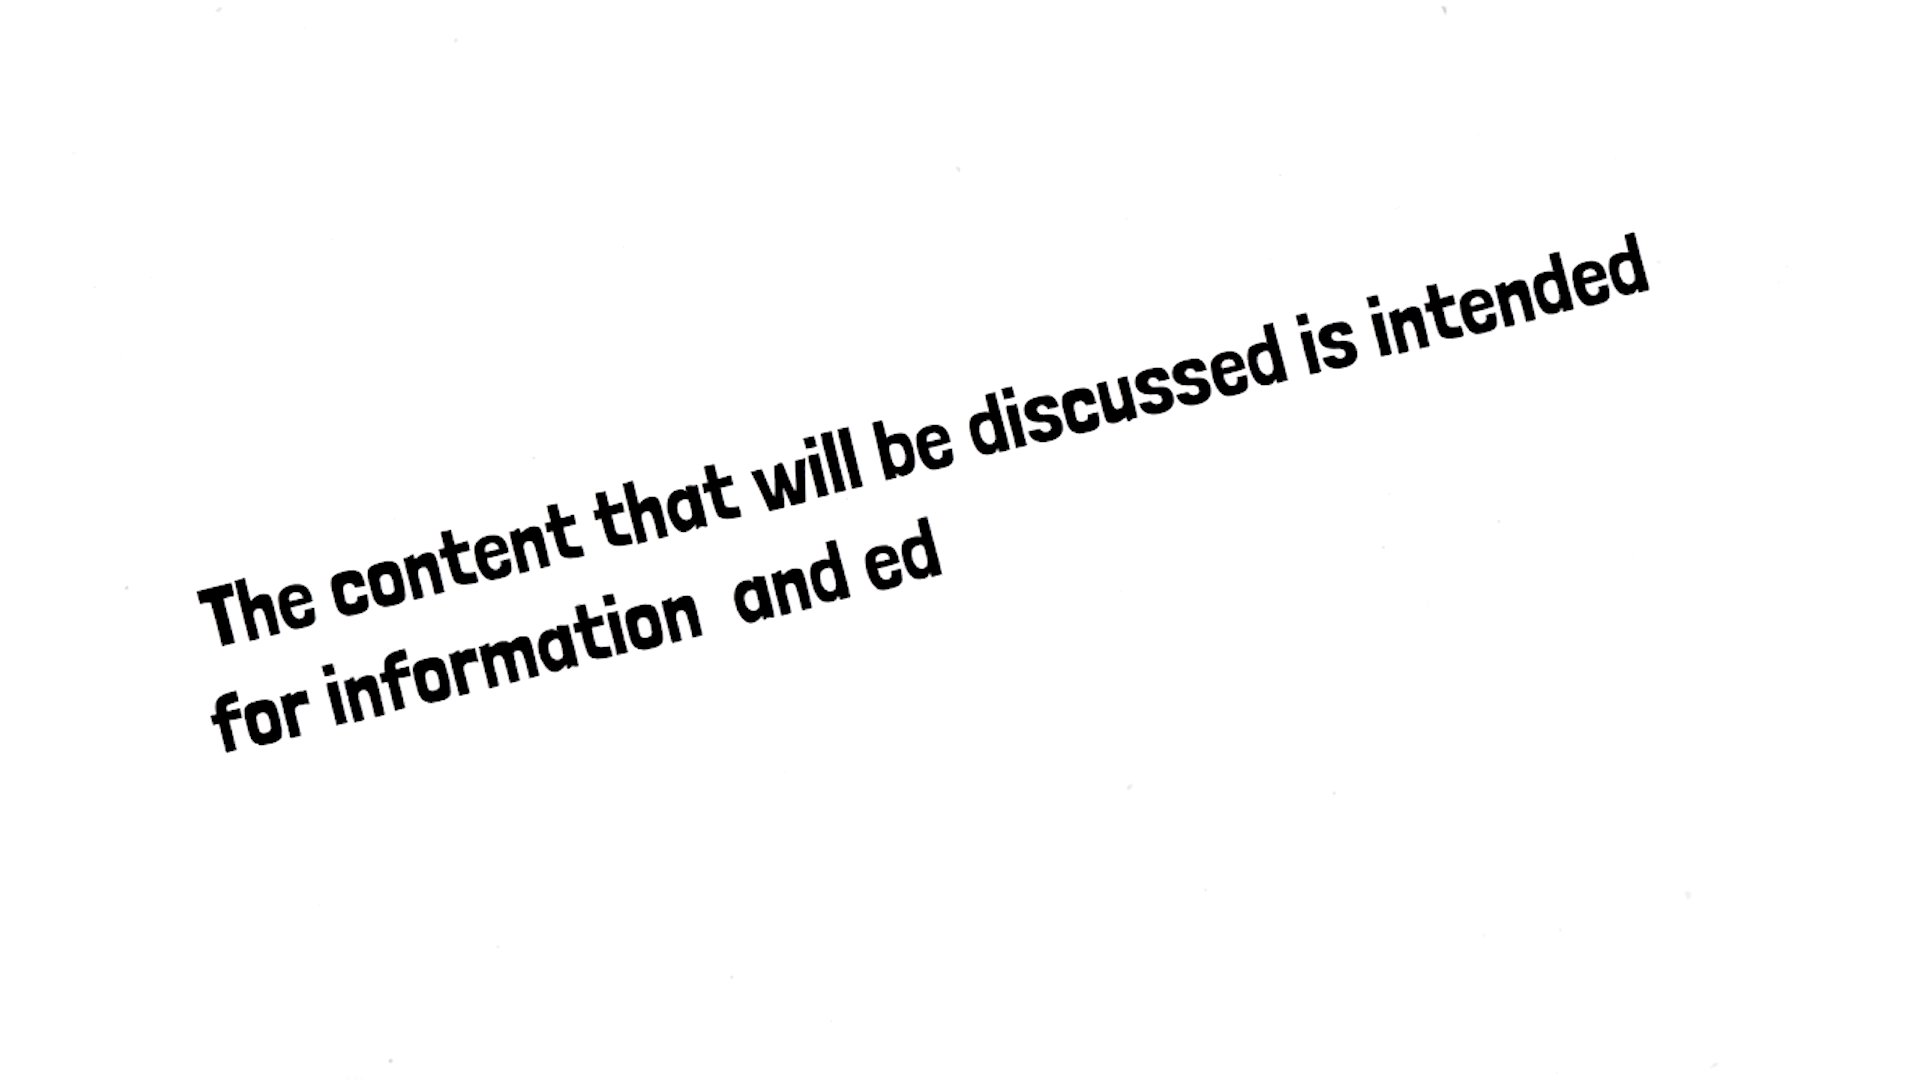 The content that will be discussed is intended
for information  and ed